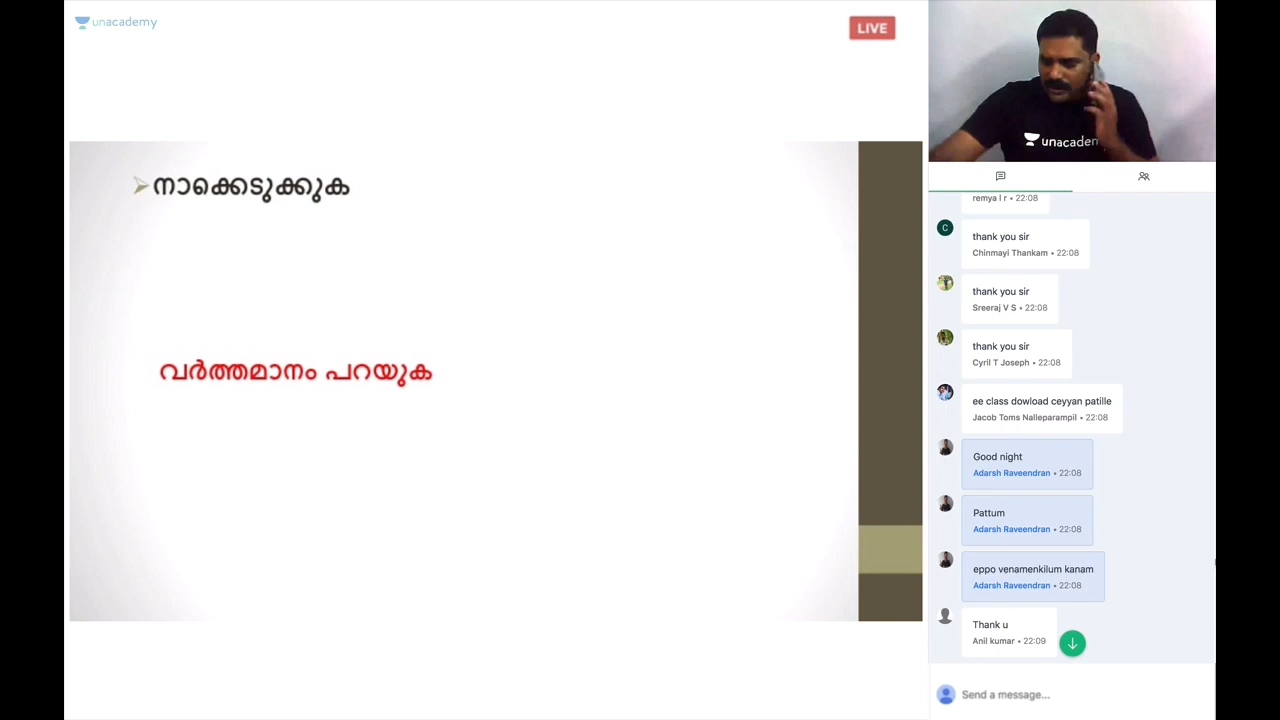 unacademy
LIVE
നാക്കെടുക്കുക
വർത്തമാനം പറയുക
unacadem
remya l r • 22:08
C
thank you sir
Chinmayi Thankam • 22:08
thank you sir
Sreeraj V S • 22:08
thank you sir
Cyril T Joseph • 22:08
ee class dowload ceyyan patille
Jacob Toms Nalleparampil • 22:08
Good night
Adarsh Raveendran • 22:08
Pattum
Adarsh Raveendran • 22:08
eppo venamenkilum kanam
Adarsh Raveendran • 22:08
Thank u
Anil kumar • 22:09
Send a message...